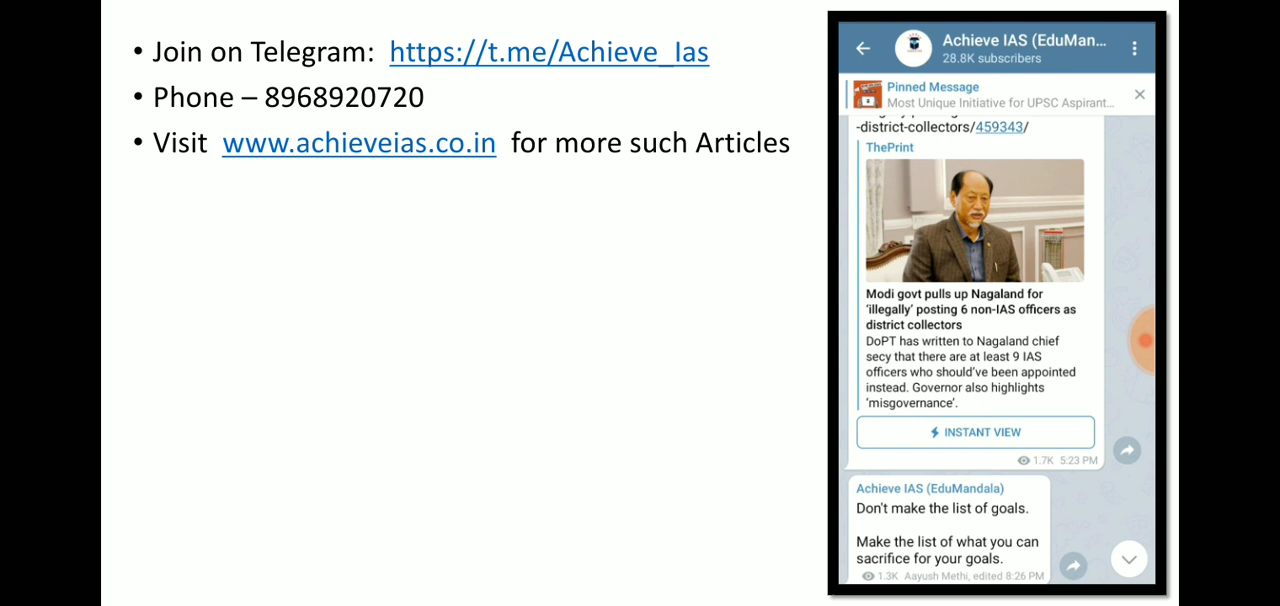 • Join on Telegram: https://t.me/Achieve_Ias
• Phone – 8968920720
• Visit www.achieveias.co.in for more such Articles
Achieve IAS (EduMan...
28.8K subscribers
Pinned Message
Most Unique Initiative for UPSC Aspirant...
-district-collectors/459343/
ThePrint
Modi govt pulls up Nagaland for
'illegally' posting 6 non-IAS officers as
district collectors
DoPT has written to Nagaland chief
secy that there are at least 9 IAS
officers who should've been appointed
instead. Governor also highlights
'misgovernance'.
INSTANT VIEW
1.7K 5:23 PM
Achieve IAS (EduMandala)
Don't make the list of goals.
Make the list of what you can
sacrifice for your goals.
1.3K Aayush Methi, edited 8:26 PM